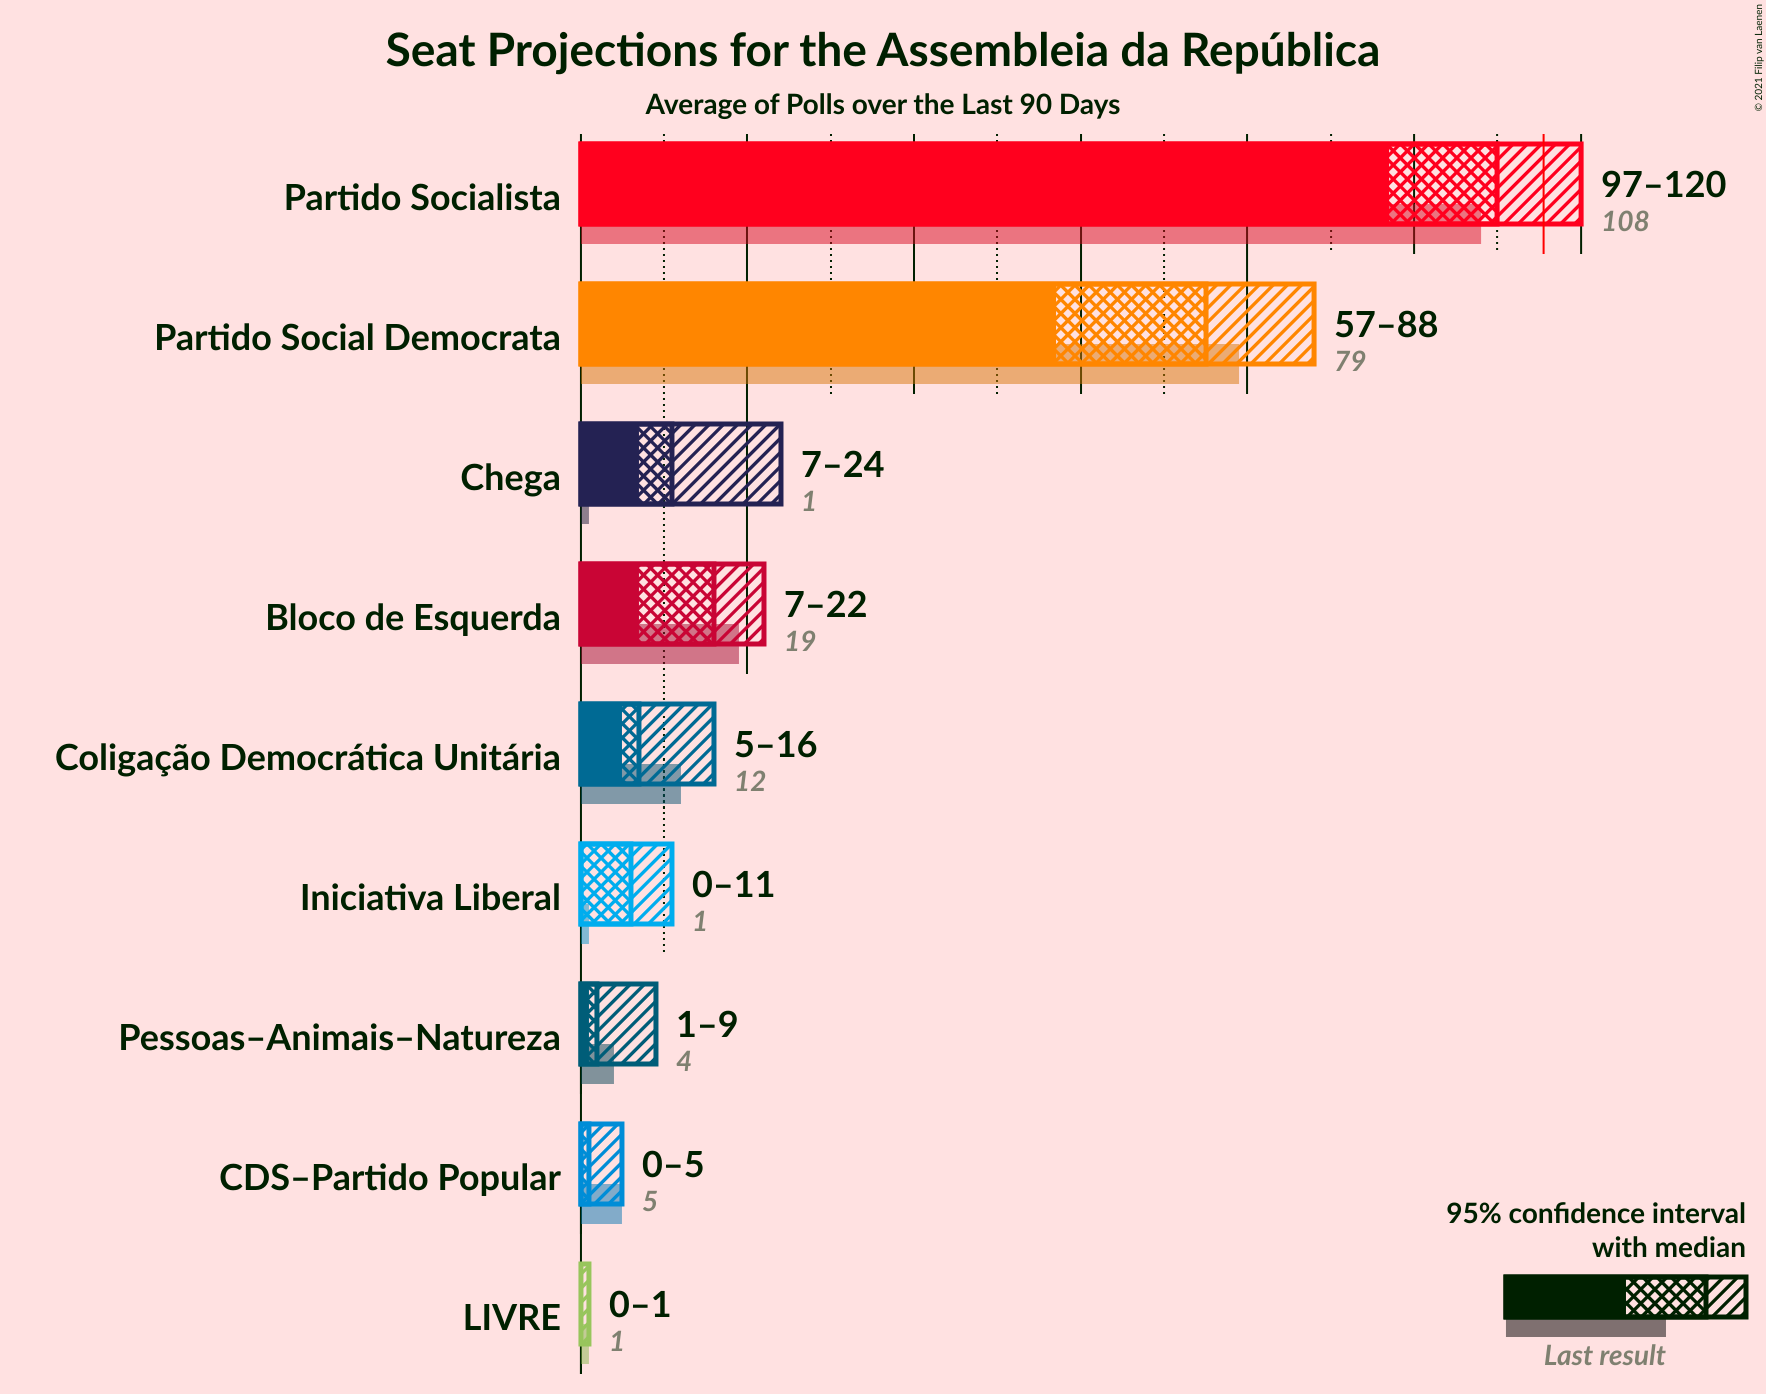 Seat Projections for the Assembleia da República
Average of Polls over the Last 90 Days
© 2021 Filip van Laenen
Partido Socialista
97–120
108
Partido Social Democrata
57–88
79
Chega
7–24
1
Bloco de Esquerda
7–22
19
Coligação Democrática Unitária
5–16
12
Iniciativa Liberal
0–11
1
Pessoas–Animais–Natureza
1–9
4
CDS–Partido Popular
0–5
5
LIVRE
0–1
1
95% confidence interval
with median
Last result